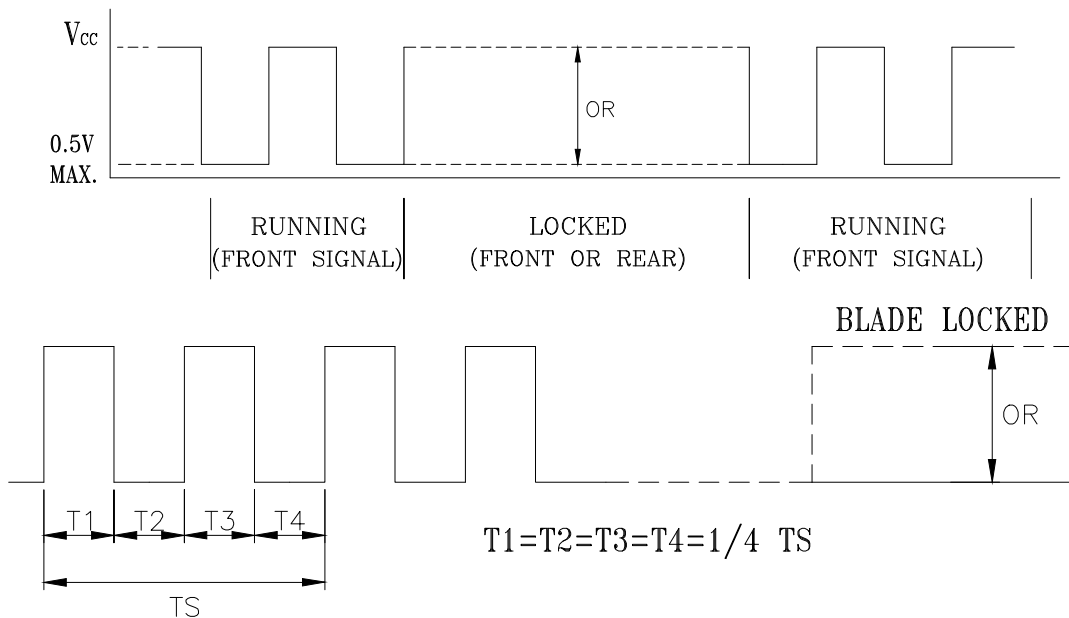 Vcc
OR
0.5V
MAX.
RUNNING
(FRONT SIGNAL)
LOCKED
(FRONT OR REAR)
RUNNING
(FRONT SIGNAL)
BLADE LOCKED
OR
T1 T2 T3 T4
T1=T2=T3=T4=1/4 TS
TS